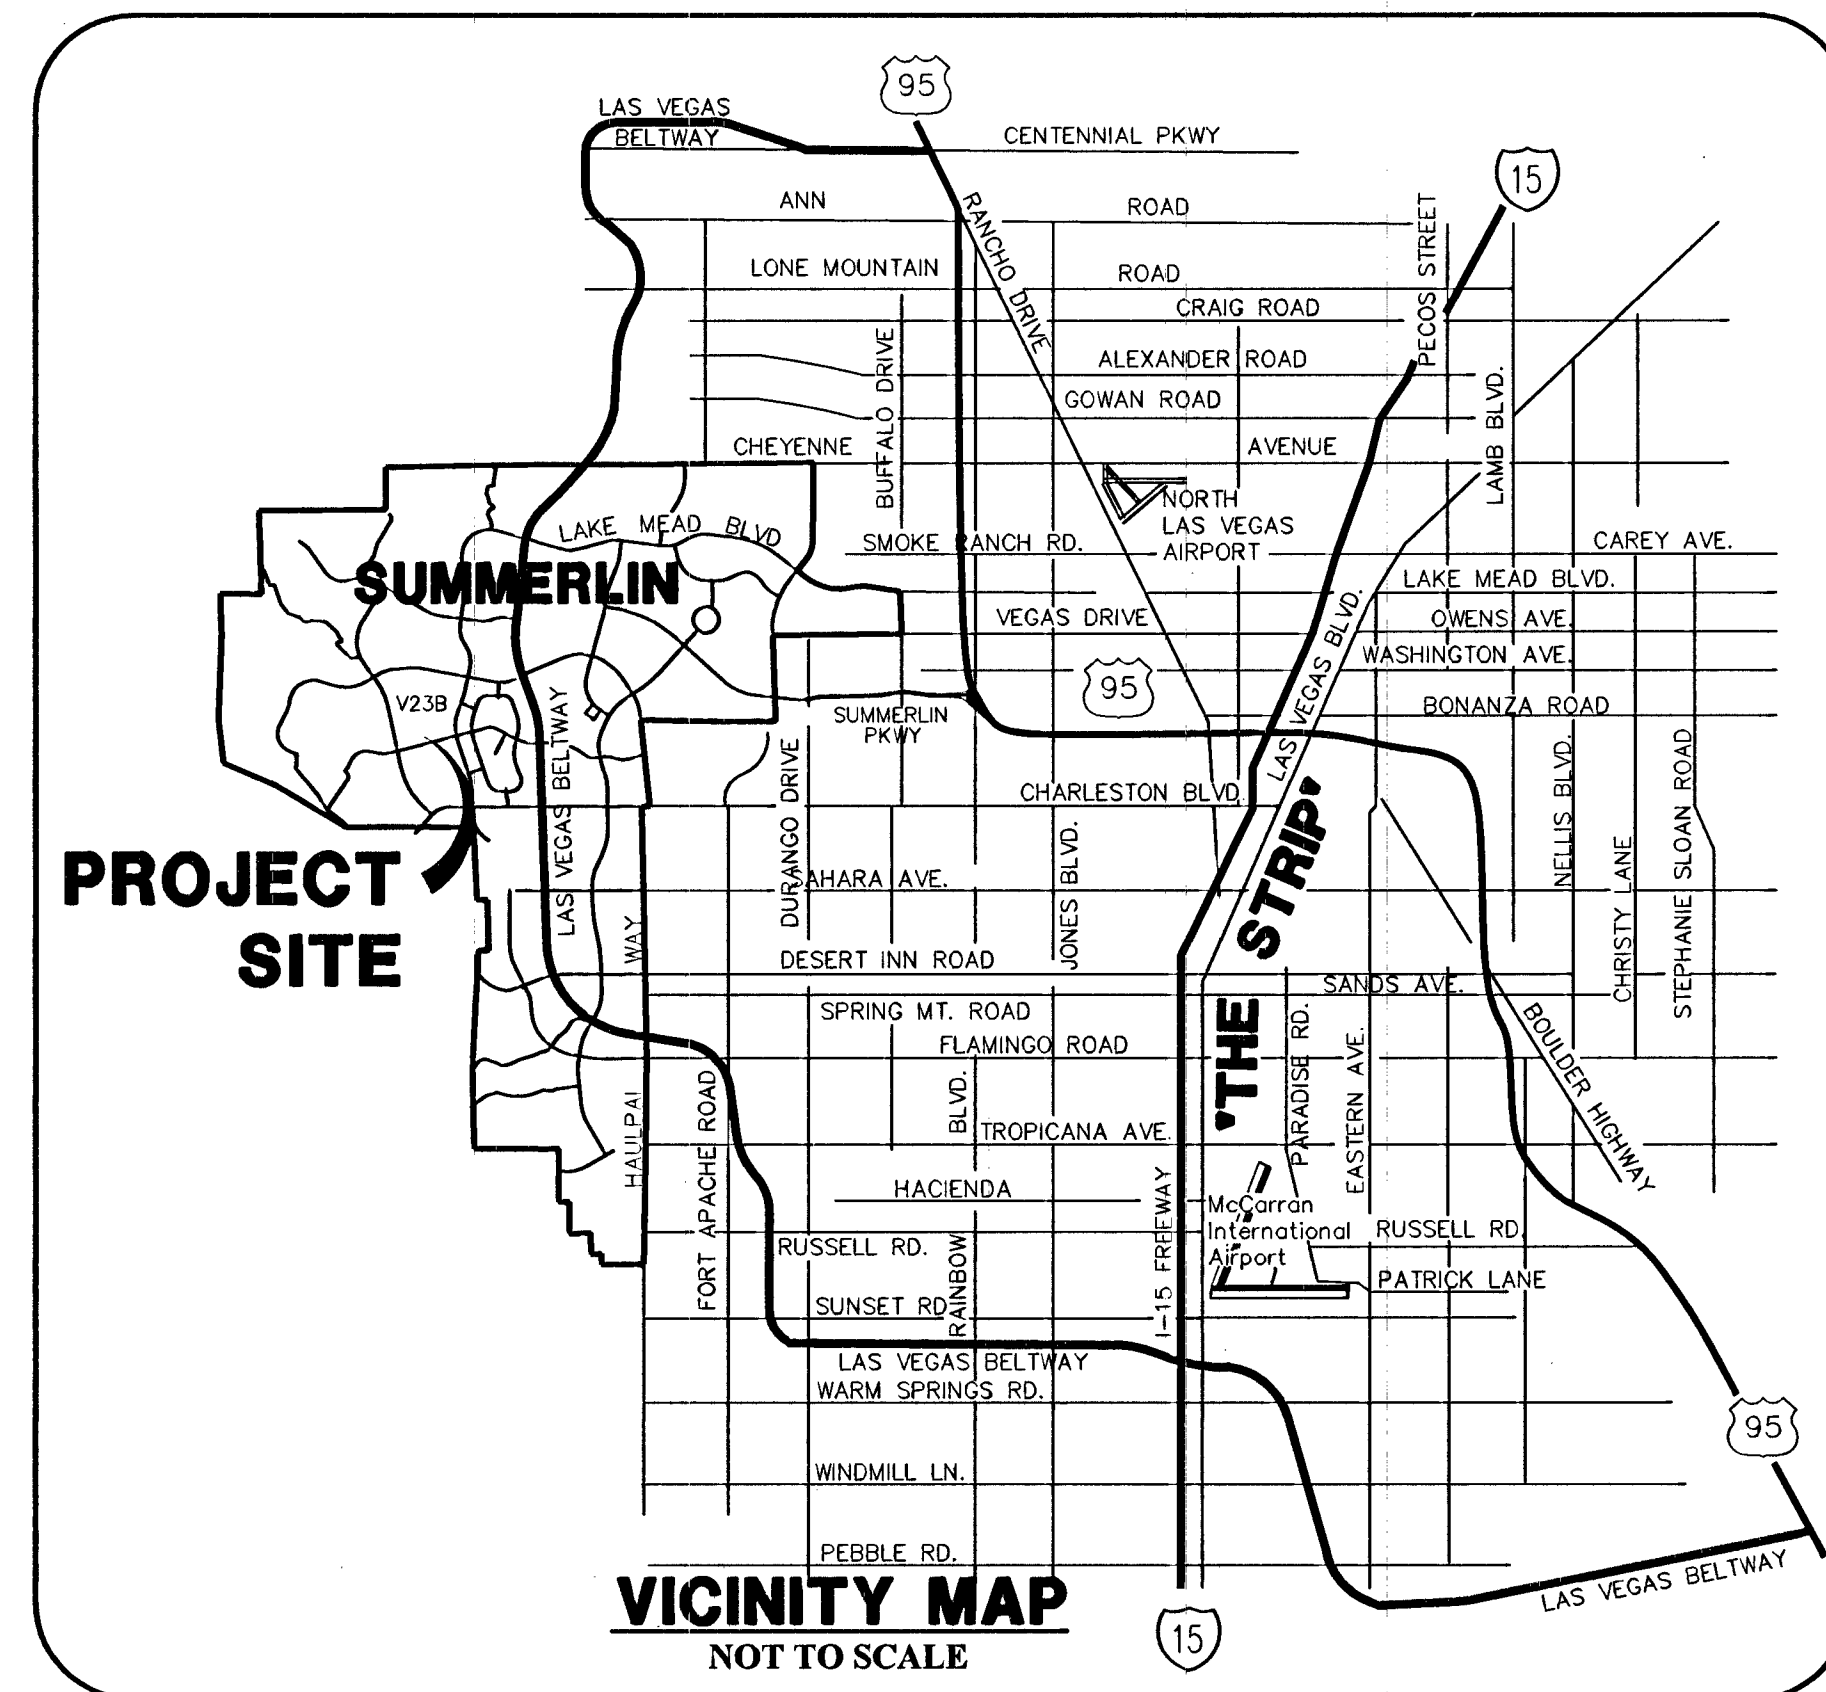 95
LAS VEGAS
BELTWAY
CENTENNIAL PKWY
15
ANN
ROAD
RANCHO DRIVE
PECOS STREET
LONE MOUNTAIN
ROAD
CRAIG ROAD
BUFFALO DRIVE
ALEXANDER ROAD
GOWAN ROAD
LAMB BLVD.
CHEYENNE
AVENUE
NORTH
LAS VEGAS
AIRPORT
LAKE MEAD BLVD
SMOKE RANCH RD.
CAREY AVE.
SUMMERLIN
LAKE MEAD BLVD.
VEGAS DRIVE
OWENS AVE.
WASHINGTON AVE.
95
V23B
SUMMERLIN
PKWY
LAS VEGAS BLVD.
BONANZA ROAD
LAS VEGAS BELTWAY
DURANGO DRIVE
CHARLESTON BLVD.
"THE STRIP"
NELLIS BLVD.
STEPHANIE SLOAN ROAD
CHRISTY LANE
PROJECT
SITE
SAHARA AVE.
JONES BLVD.
HAULPAI WAY
DESERT INN ROAD
SANDS AVE.
SPRING MT. ROAD
FLAMINGO ROAD
BOULDER HIGHWAY
PARADISE RD.
EASTERN AVE.
FORT APACHE ROAD
RAINBOW BLVD.
TROPICANA AVE.
I-15 FREEWAY
HACIENDA
McCarran
International
Airport
RUSSELL RD.
RUSSELL RD.
PATRICK LANE
SUNSET RD.
LAS VEGAS BELTWAY
WARM SPRINGS RD.
95
WINDMILL LN.
PEBBLE RD.
LAS VEGAS BELTWAY
VICINITY MAP
NOT TO SCALE
15